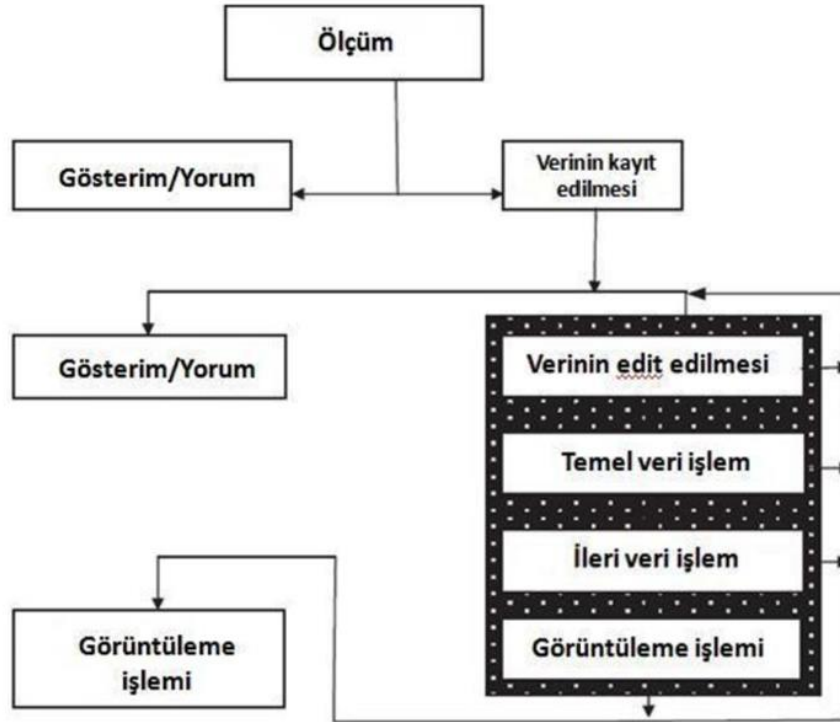 Ölçüm
Gösterim/Yorum
Verinin kayıt
edilmesi
Gösterim/Yorum
Verinin edit edilmesi
Temel veri işlem
İleri veri işlem
Görüntüleme
işlemi
Görüntüleme işlemi